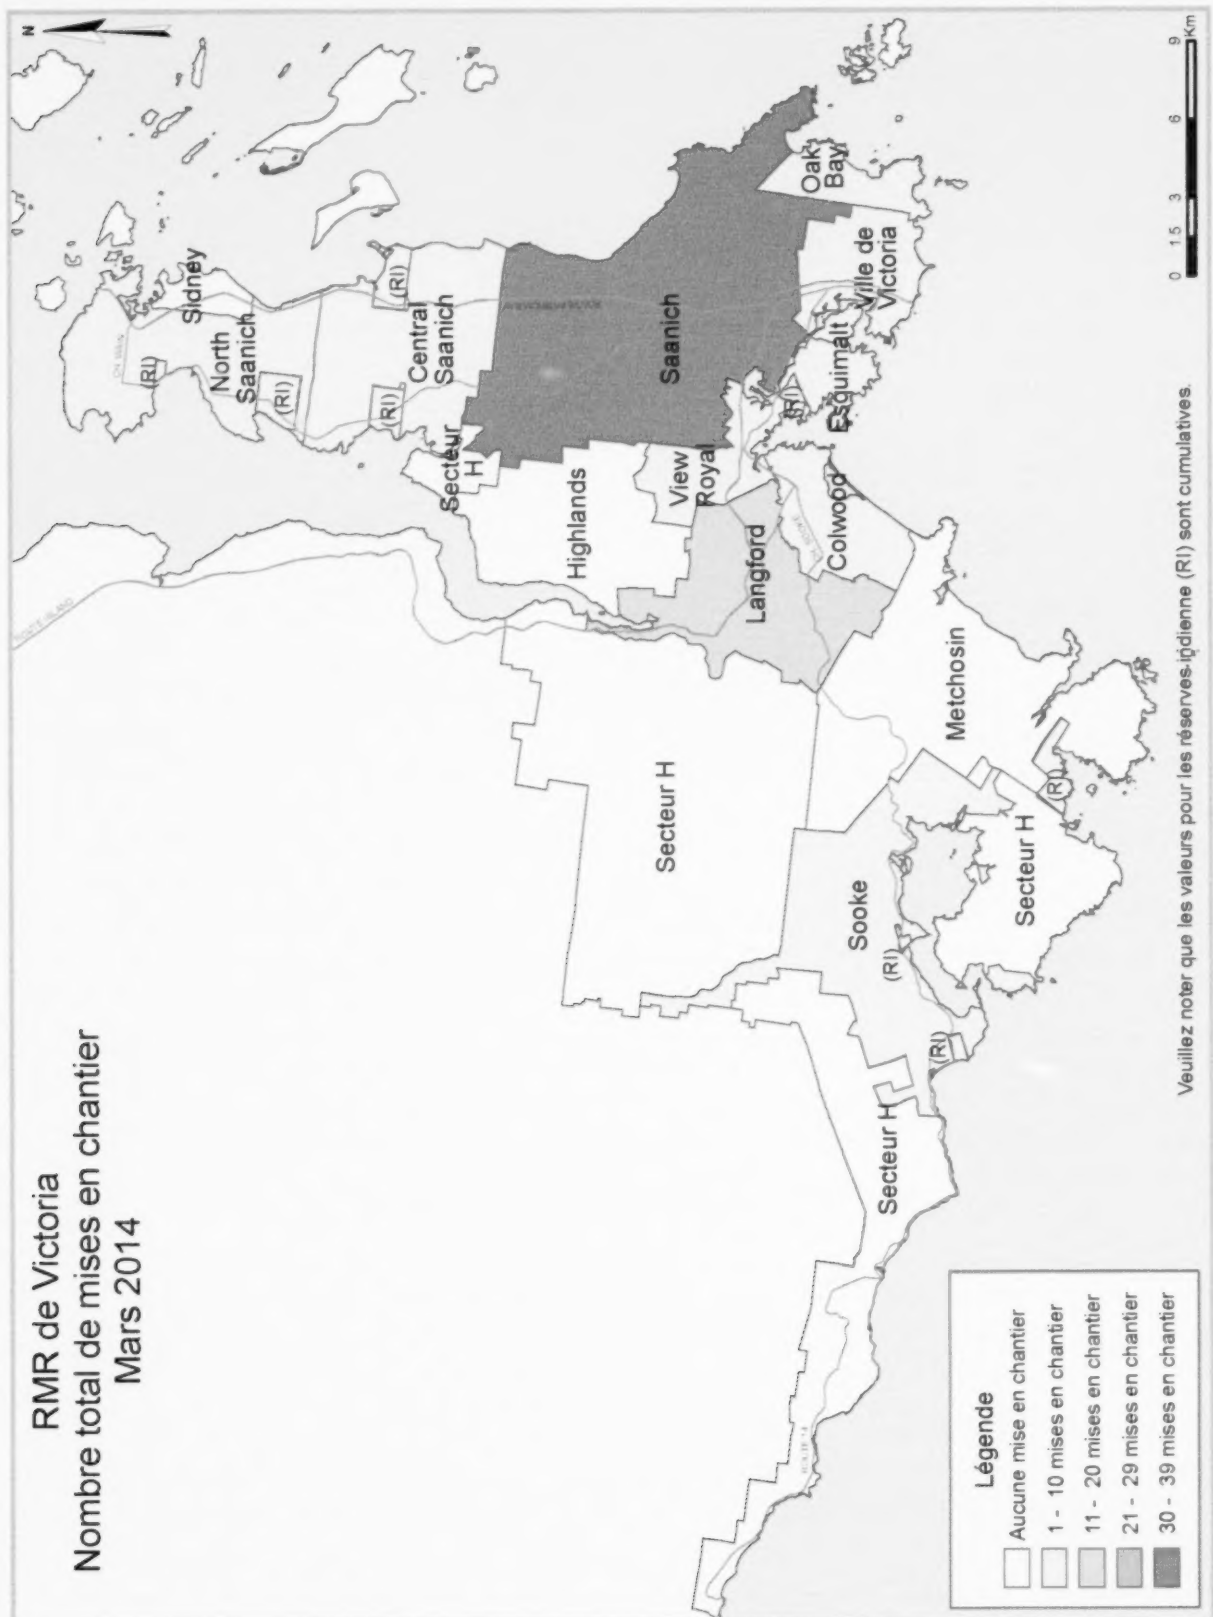 RMR de Victoria
Nombre total de mises en chantier
Mars 2014
N
Sidney
(RI)
North
Saanich
(RI)
(RI)
Central
Saanich
(RI)
Secteur
H
Saanich
Highlands
View
Royal
Oak
Bay
Ville de
Victoria
(RI)
Esquimalt
Langford
Colwood
Metchosin
(RI)
Secteur H
Sooke
(RI)
Secteur H
(RI)
Secteur H
ROUTE 14
Légende
Aucune mise en chantier
1 - 10 mises en chantier
11 - 20 mises en chantier
21 - 29 mises en chantier
30 - 39 mises en chantier
0 1.5 3 6 9
Km
Veuillez noter que les valeurs pour les réserves indienne (RI) sont cumulatives.